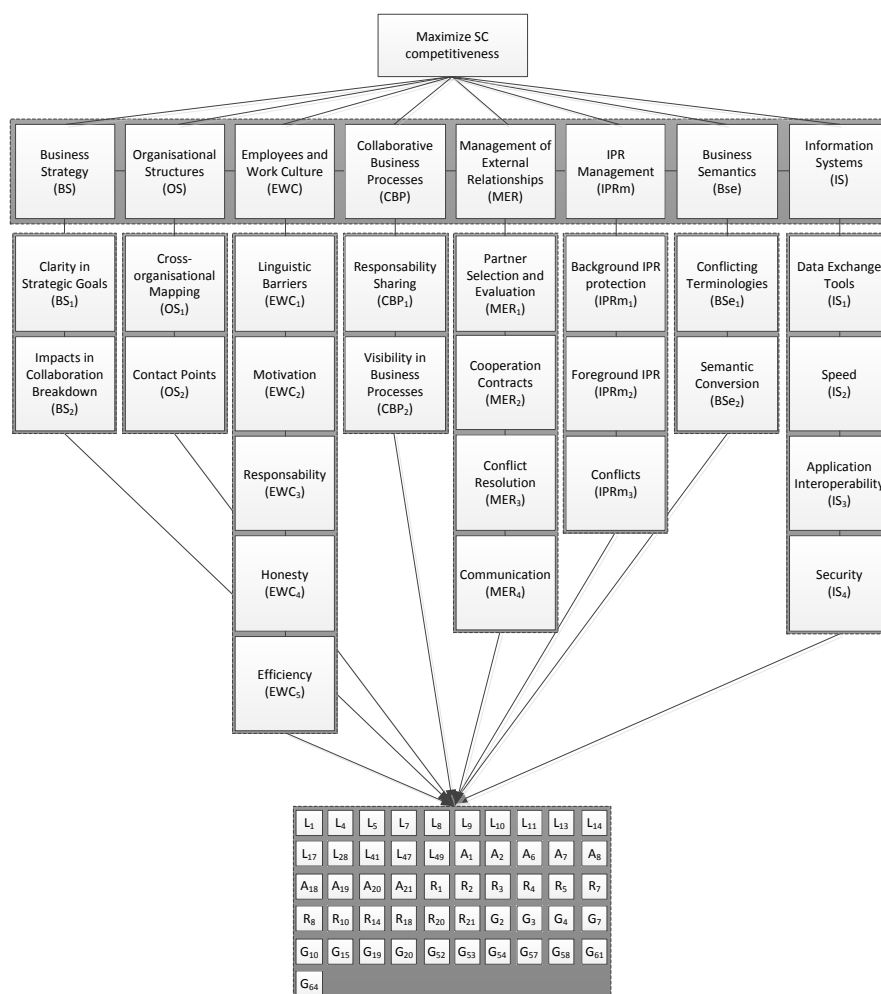 Maximize SC
competitiveness
Business
Strategy
(BS)
Organisational
Structures
(OS)
Employees and
Work Culture
(EWC)
Collaborative
Business
Processes
(CBP)
Management of
External
Relationships
(MER)
IPR
Management
(IPRm)
Business
Semantics
(Bse)
Information
Systems
(IS)
Clarity in
Strategic Goals
(BS₁)
Impacts in
Collaboration
Breakdown
(BS₂)
Cross-
organisational
Mapping
(OS₁)
Contact Points
(OS₂)
Linguistic
Barriers
(EWC₁)
Motivation
(EWC₂)
Responsability
(EWC₃)
Honesty
(EWC₄)
Efficiency
(EWC₅)
Responsibility
Sharing
(CBP₁)
Visibility in
Business
Processes
(CBP₂)
Partner
Selection and
Evaluation
(MER₁)
Cooperation
Contracts
(MER₂)
Conflict
Resolution
(MER₃)
Communication
(MER₄)
Background IPR
protection
(IPRm₁)
Foreground IPR
(IPRm₂)
Conflicts
(IPRm₃)
Conflicting
Terminologies
(BSe₁)
Semantic
Conversion
(BSe₂)
Data Exchange
Tools
(IS₁)
Speed
(IS₂)
Application
Interoperability
(IS₃)
Security
(IS₄)
L₁ L₄ L₅ L₇ L₈ L₉ L₁₀ L₁₁ L₁₃ L₁₄
L₁₇ L₂₈ L₄₁ L₄₇ L₄₉ A₁ A₂ A₆ A₇ A₈
A₁₈ A₁₉ A₂₀ A₂₁ R₁ R₂ R₃ R₄ R₅ R₇
R₈ R₁₀ R₁₄ R₁₈ R₂₀ R₂₁ G₂ G₃ G₄ G₇
G₁₀ G₁₅ G₁₉ G₂₀ G₅₂ G₅₃ G₅₄ G₅₇ G₅₈ G₆₁
G₆₄